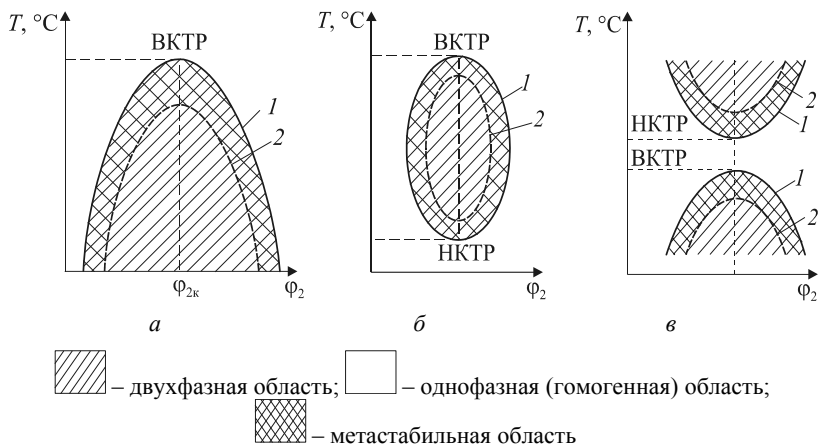 T, °C
ВКТР
1
2
φ2к
φ2
а
T, °C
ВКТР
1
2
НКТР
φ2
б
T, °C
2
1
НКТР
ВКТР
1
2
φ2
в
– двухфазная область; – однофазная (гомогенная) область;
– метастабильная область